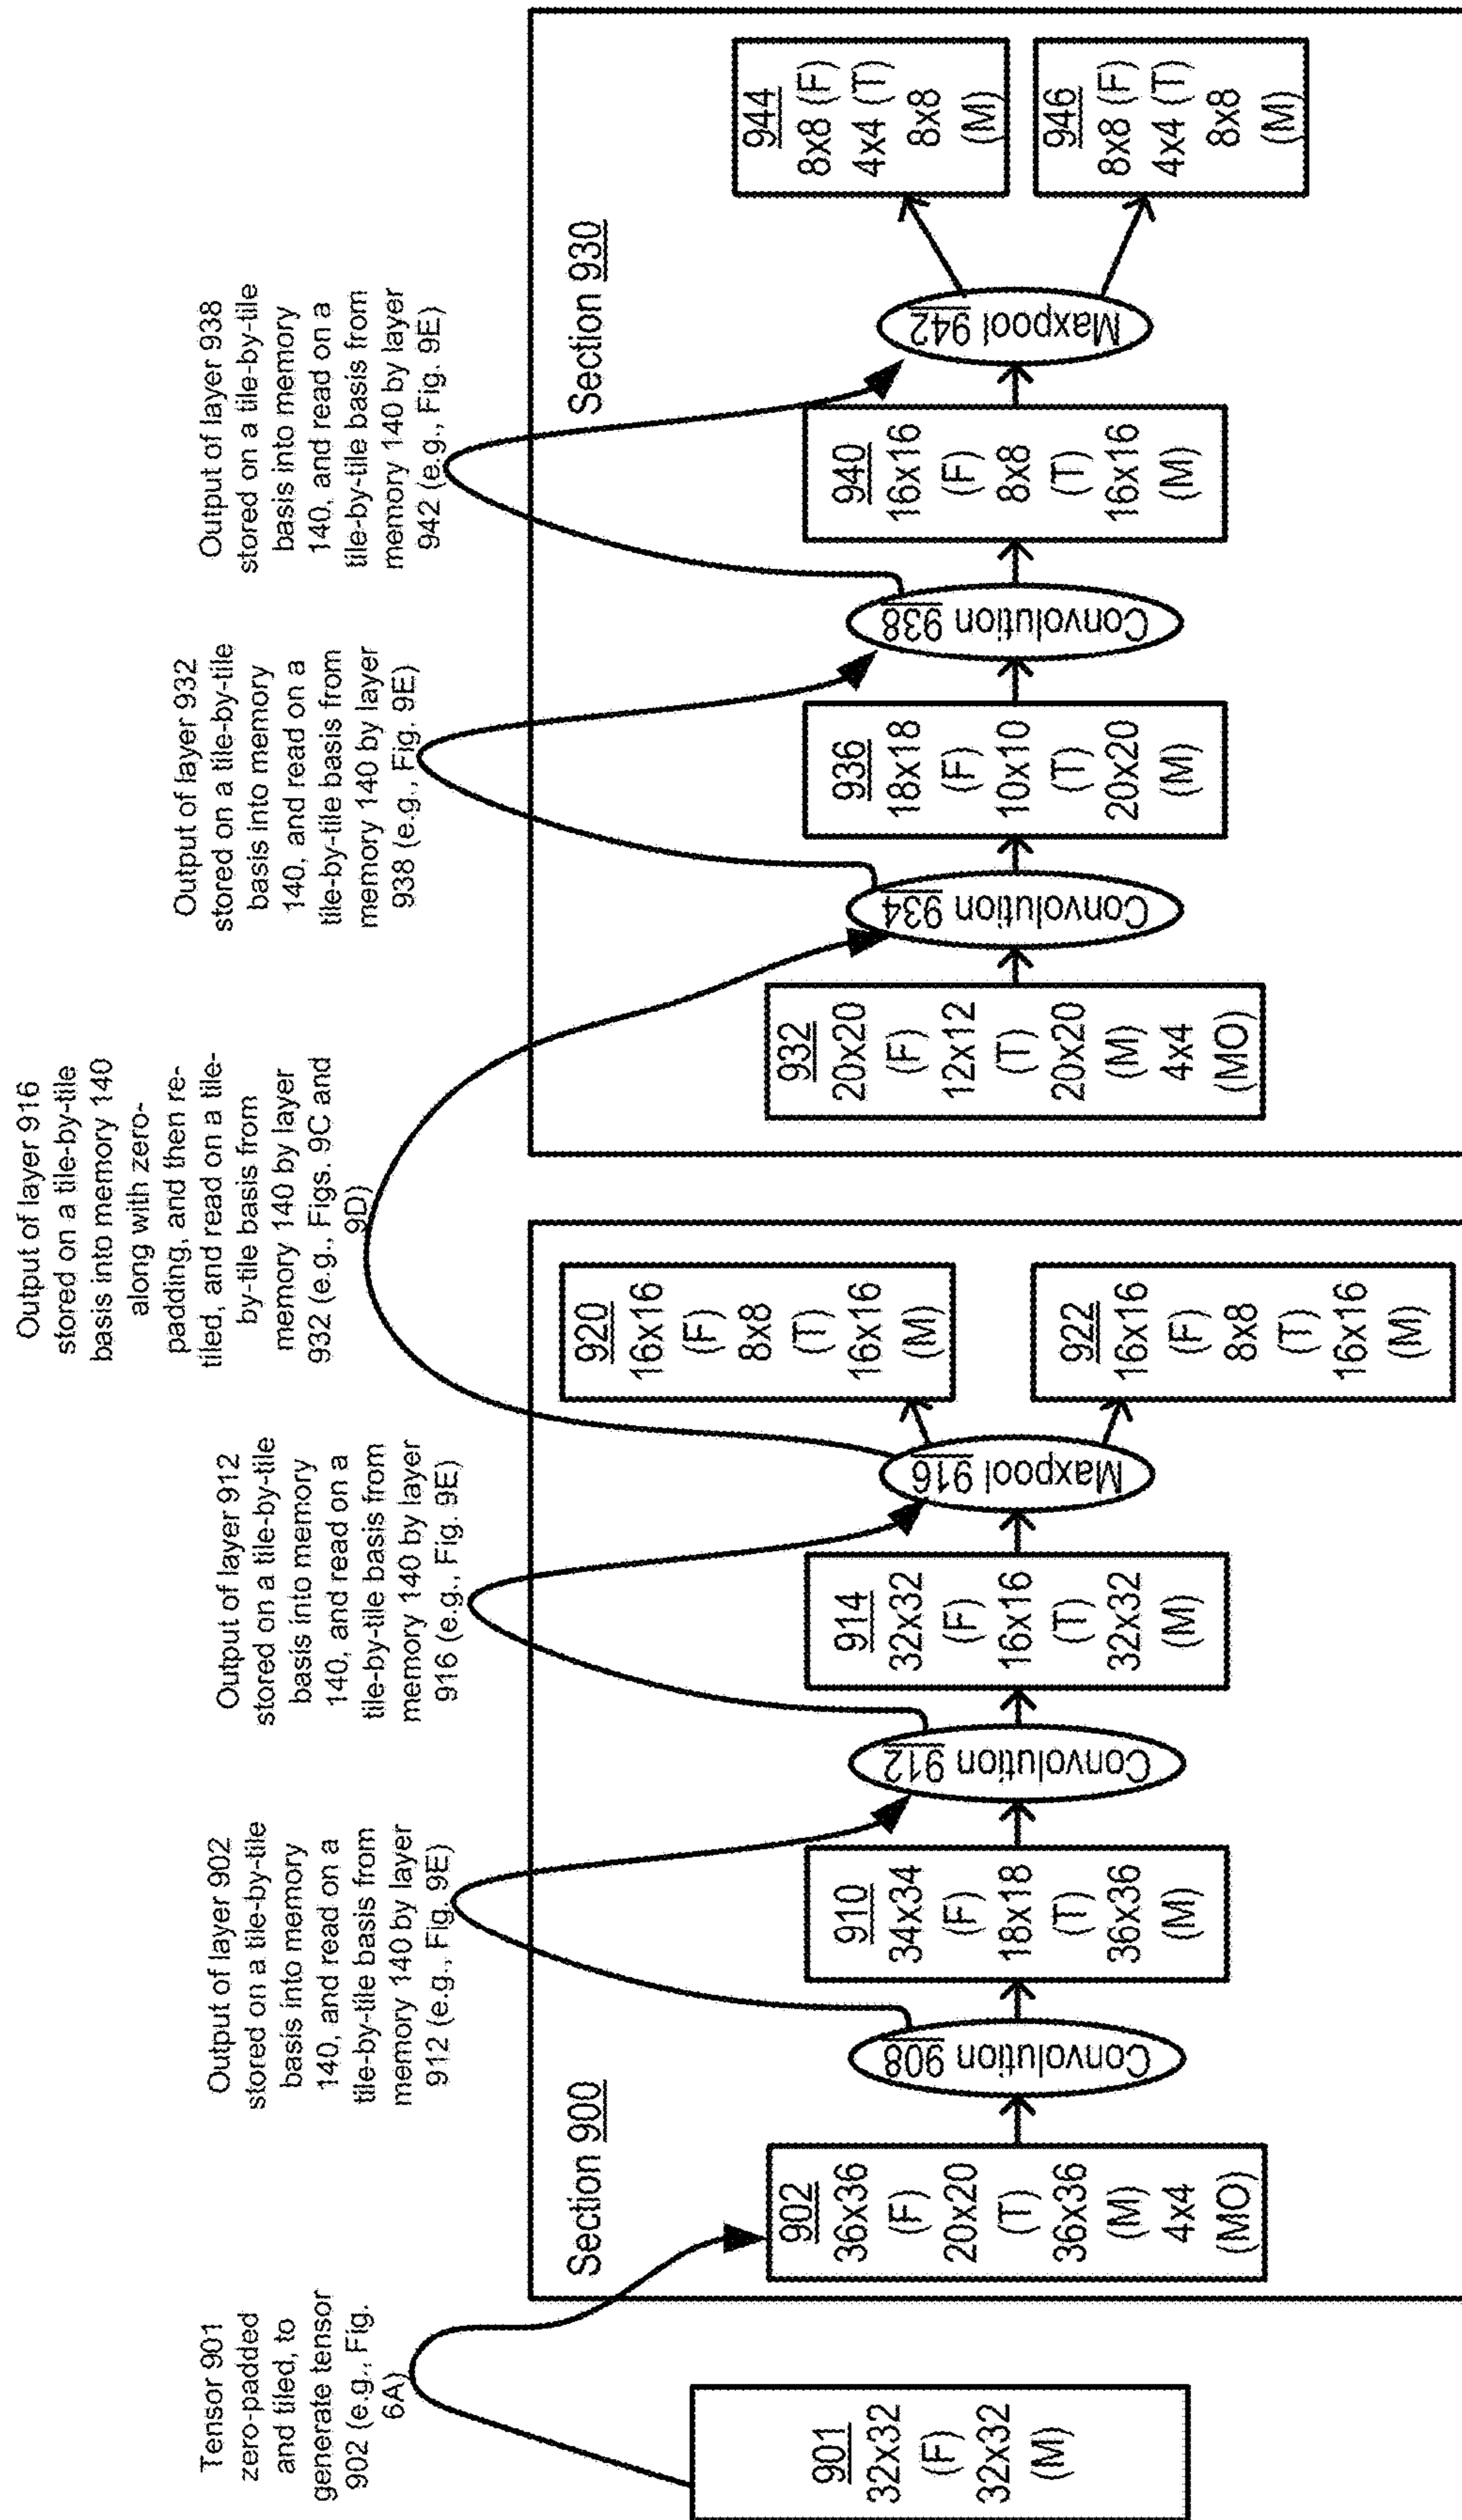 Tensor 901
zero-padded
and tiled, to
generate tensor
902 (e.g., Fig.
6A)
Output of layer 902
stored on a tile-by-tile
basis into memory
140, and read on a
tile-by-tile basis from
memory 140 by layer
912 (e.g., Fig. 9E)
Output of layer 912
stored on a tile-by-tile
basis into memory
140, and read on a
tile-by-tile basis from
memory 140 by layer
916 (e.g., Fig. 9E)
Output of layer 916
stored on a tile-by-tile
basis into memory 140
along with zero-
padding, and then re-
tiled, and read on a tile-
by-tile basis from
memory 140 by layer
932 (e.g., Figs. 9C and
9D)
Output of layer 932
stored on a tile-by-tile
basis into memory
140, and read on a
tile-by-tile basis from
memory 140 by layer
938 (e.g., Fig. 9E)
Output of layer 938
stored on a tile-by-tile
basis into memory
140, and read on a
tile-by-tile basis from
memory 140 by layer
942 (e.g., Fig. 9E)
901
32x32
(F)
32x32
(M)
Section 900
902
36x36
(F)
20x20
(T)
36x36
(M)
4x4
(MO)
Convolution 908
910
34x34
(F)
18x18
(T)
36x36
(M)
Convolution 912
914
32x32
(F)
16x16
(T)
32x32
(M)
Maxpool 916
920
16x16
(F)
8x8
(T)
16x16
(M)
922
16x16
(F)
8x8
(T)
16x16
(M)
Section 930
932
20x20
(F)
12x12
(T)
20x20
(M)
4x4
(MO)
Convolution 934
936
18x18
(F)
10x10
(T)
20x20
(M)
Convolution 938
940
16x16
(F)
8x8
(T)
16x16
(M)
Maxpool 942
944
8x8 (F)
4x4 (T)
8x8
(M)
946
8x8 (F)
4x4 (T)
8x8
(M)